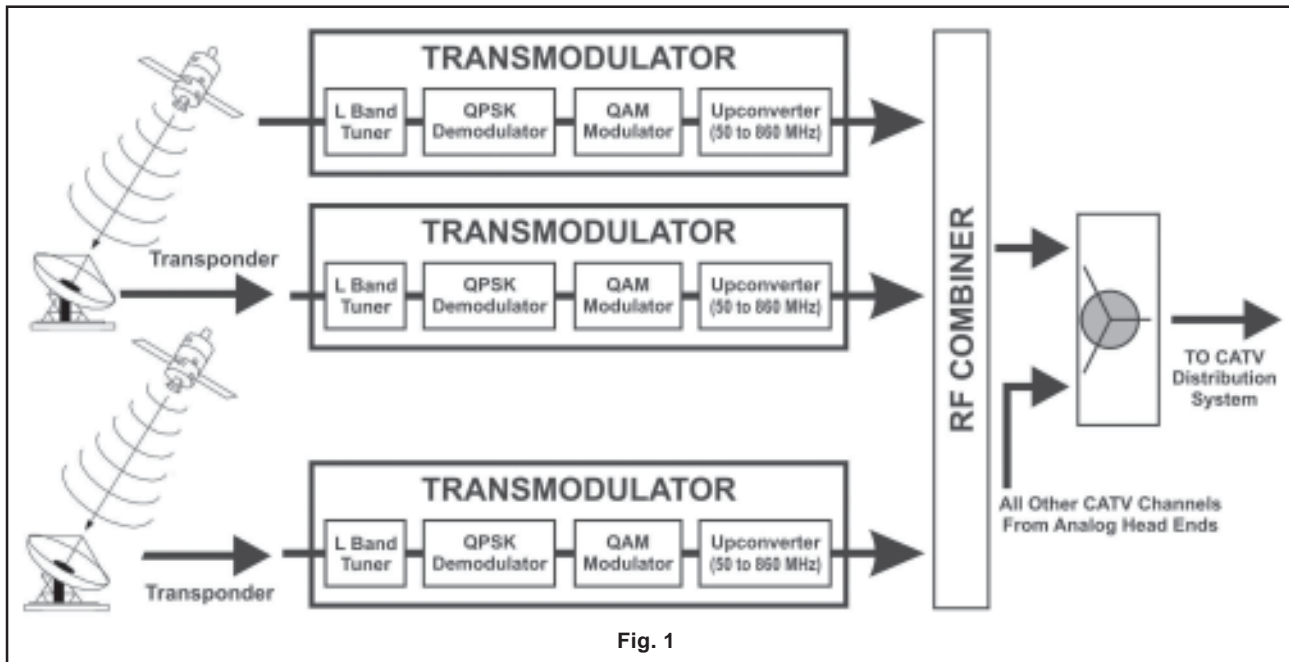 TRANSMODULATOR
L Band
Tuner
QPSK
Demodulator
QAM
Modulator
Upconverter
(50 to 860 MHz)
Transponder
TRANSMODULATOR
L Band
Tuner
QPSK
Demodulator
QAM
Modulator
Upconverter
(50 to 860 MHz)
Transponder
TRANSMODULATOR
L Band
Tuner
QPSK
Demodulator
QAM
Modulator
Upconverter
(50 to 860 MHz)
RF COMBINER
TO CATV
Distribution
System
All Other CATV Channels
From Analog Head Ends
Fig. 1